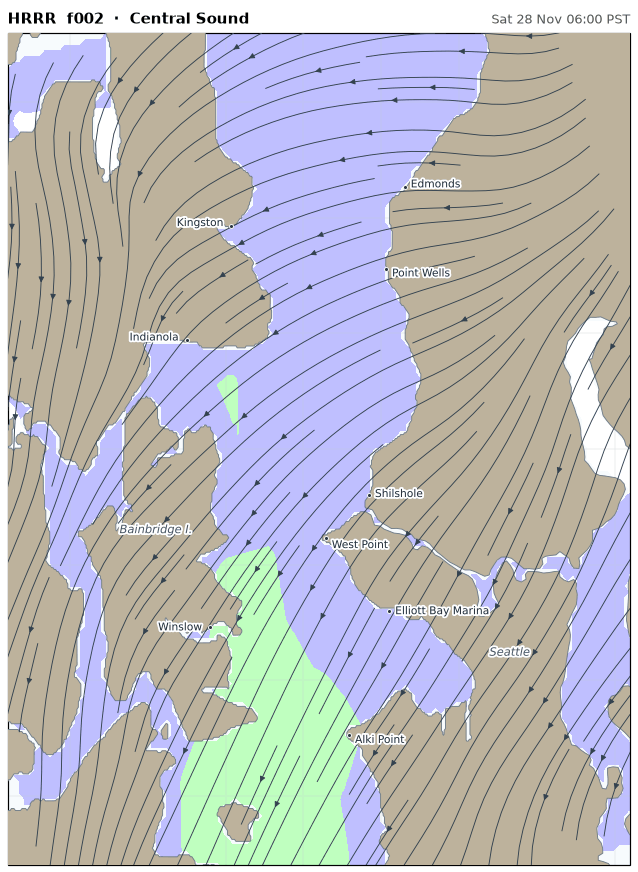 HRRR f002 · Central Sound
Sat 28 Nov 06:00 PST
Edmonds
Kingston
Point Wells
Indianola
Shilshole
Bainbridge I.
West Point
Elliott Bay Marina
Winslow
Seattle
Alki Point